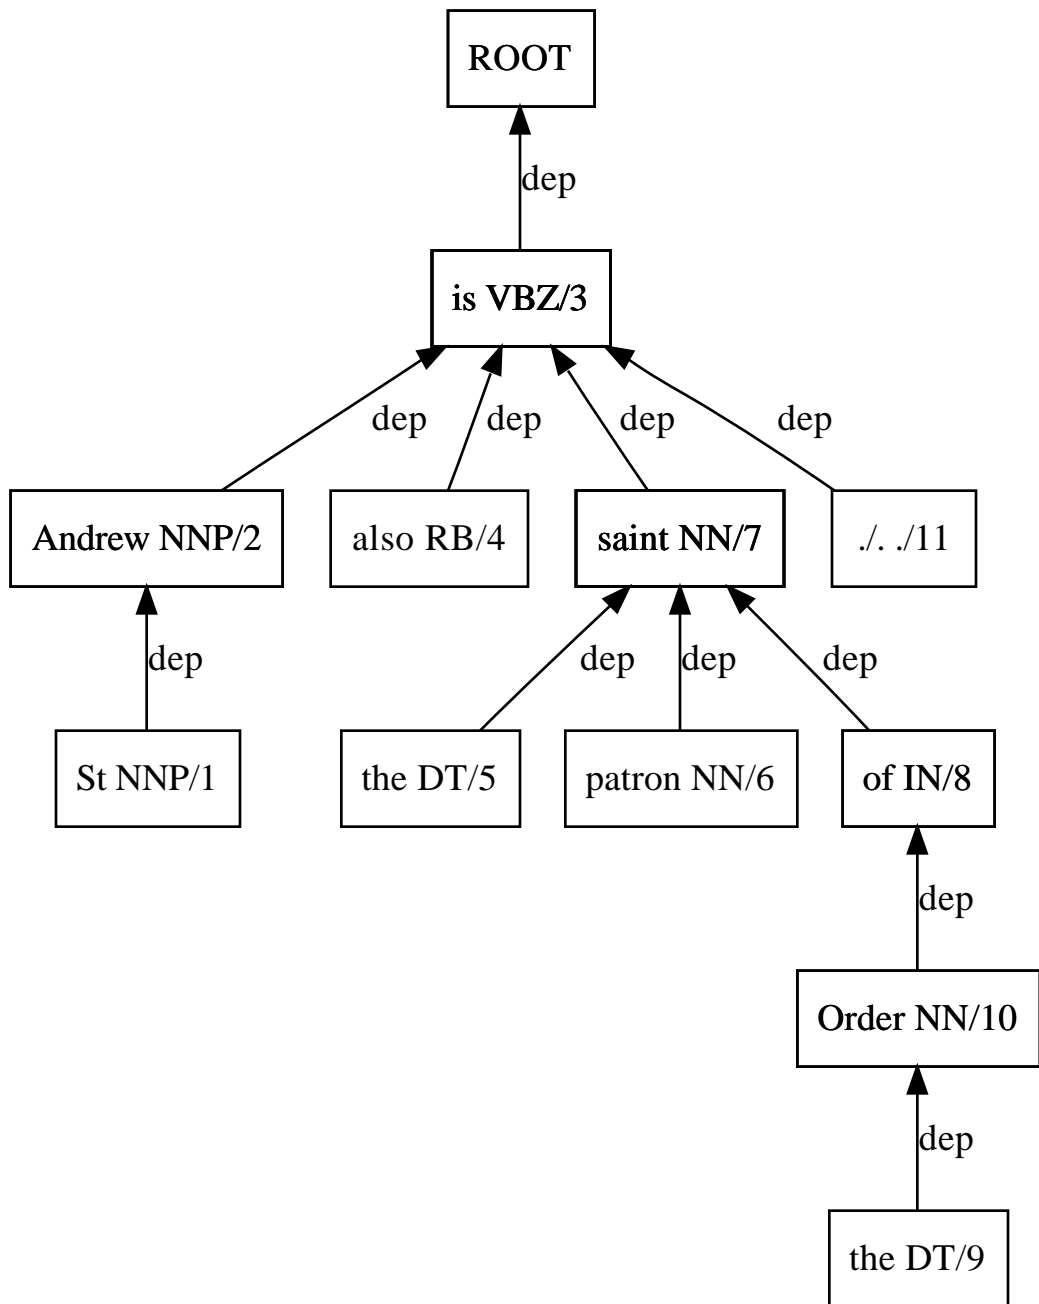 ROOT
dep
is VBZ/3
dep dep dep dep
Andrew NNP/2 also RB/4 saint NN/7 ./. ./11
dep dep dep dep
St NNP/1 the DT/5 patron NN/6 of IN/8
dep
Order NN/10
dep
the DT/9